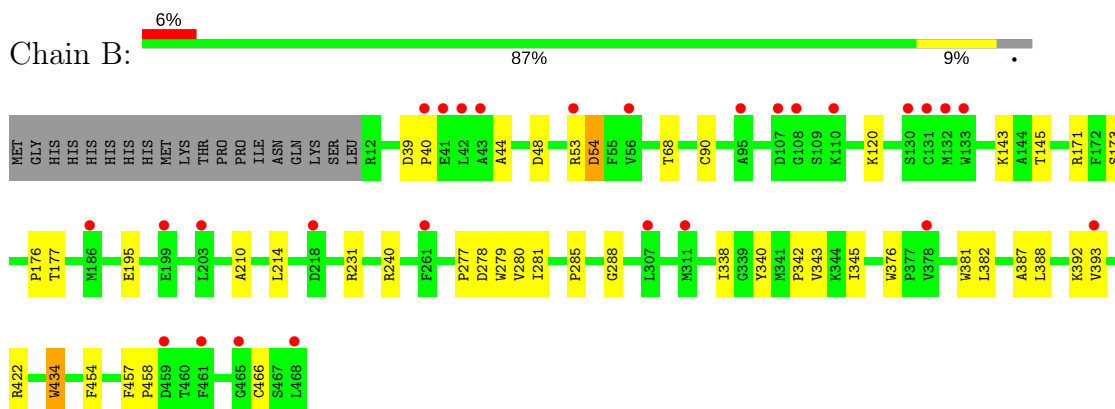 6%
Chain B:
87% 9% •
MET GLY HIS HIS HIS HIS HIS HIS MET LYS THR PRO PRO ILE ASN GLN LYS SER LEU R12 D39 P40 E41 L42 A43 A44 D48 R53 D54 F55 V56 T68 C90 A95 D107 G108 S109 K110 K120 S130 C131 M132 W133 K143 A144 T145 R171 F172 S173
P176 T177 M186 E195 E199 L203 A210 L214 D218 R231 R240 F261 P277 D278 W279 V280 I281 P285 G288 L307 M311 I338 G339 Y340 M341 P342 V343 K344 I345 W376 P377 V378 W381 L382 A387 L388 K392 V393
R422 W434 F454 F457 P458 D459 T460 F461 G465 C466 S467 L468